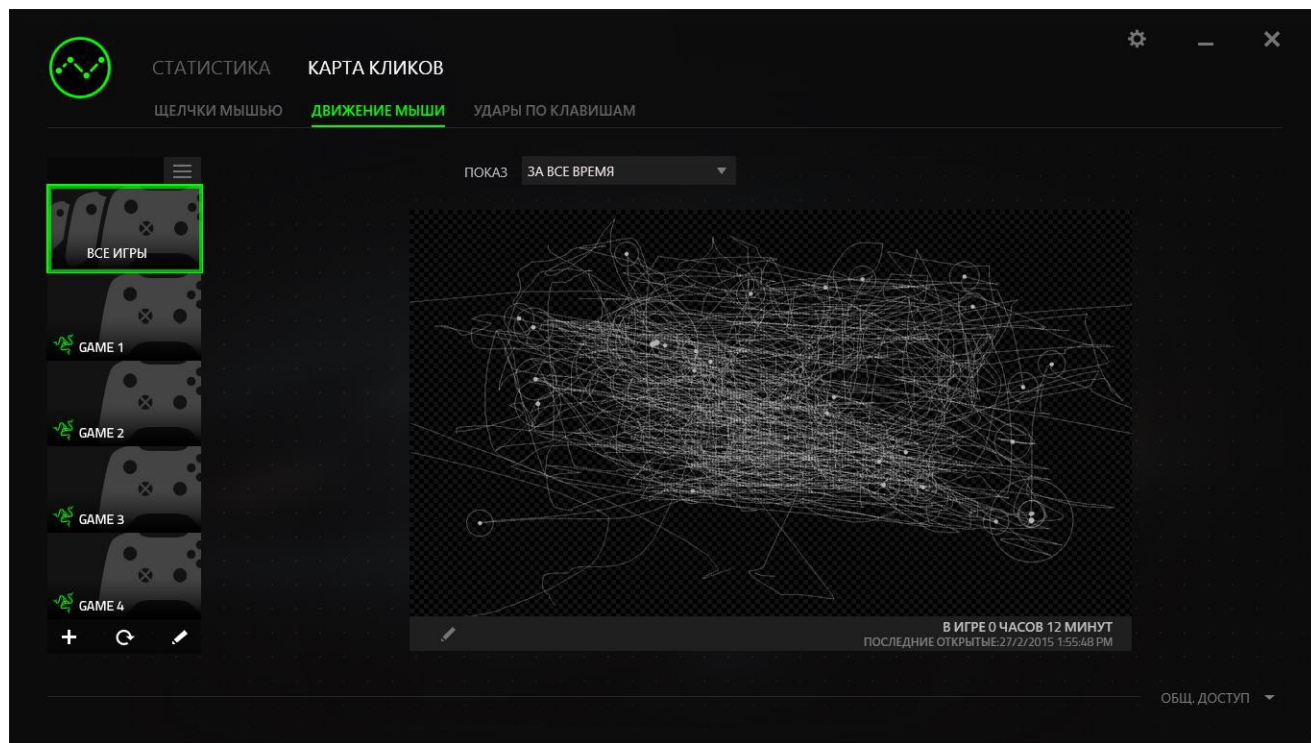 СТАТИСТИКА КАРТА КЛИКОВ
ЩЕЛЧКИ МЫШЬЮ ДВИЖЕНИЕ МЫШИ УДАРЫ ПО КЛАВИШАМ
ПОКАЗ ЗА ВСЕ ВРЕМЯ
ВСЕ ИГРЫ
GAME 1
GAME 2
GAME 3
GAME 4
В ИГРЕ 0 ЧАСОВ 12 МИНУТ
ПОСЛЕДНИЕ ОТКРЫТЫЕ:27/2/2015 1:55:48 PM
ОБЩ. ДОСТУП